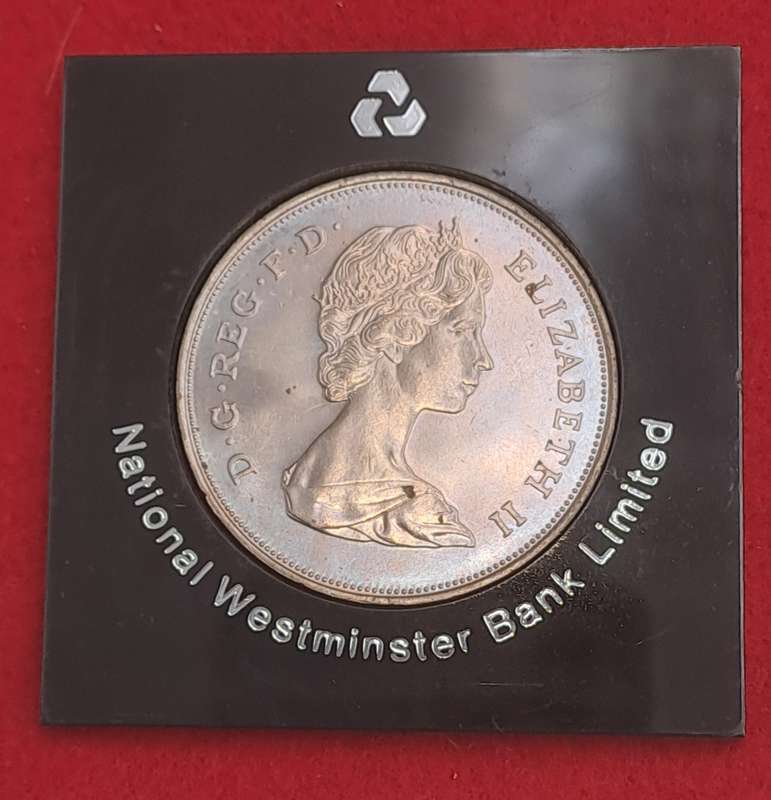 D·G·REG·F·D·
ELIZABETH II
National Westminster Bank Limited